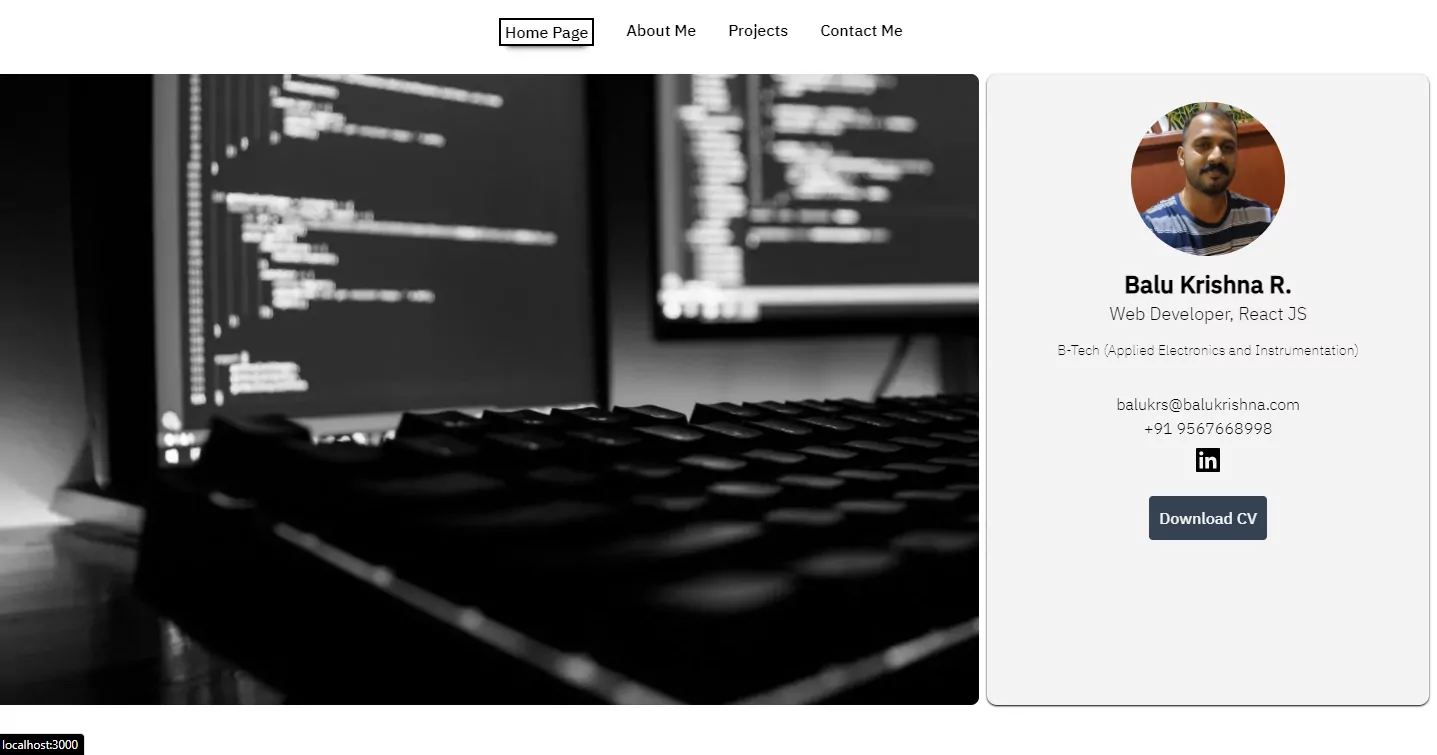 Home Page About Me Projects Contact Me
Balu Krishna R.
Web Developer, React JS
B-Tech (Applied Electronics and Instrumentation)
balukrs@balukrishna.com
+91 9567668998
in
Download CV
localhost:3000